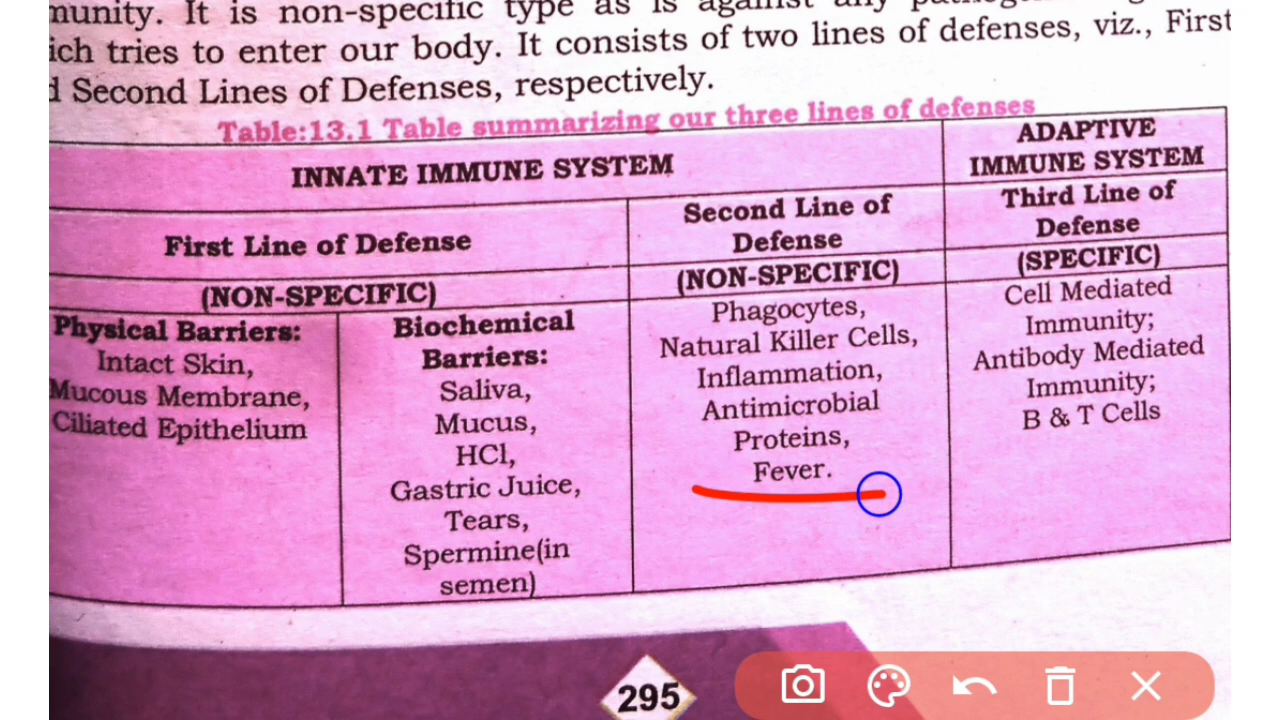 munity. It is non-specific type as is against any
ich tries to enter our body. It consists of two lines of defenses, viz., First
d Second Lines of Defenses, respectively.
Table:13.1 Table summarizing our three lines of defenses
INNATE IMMUNE SYSTEM
ADAPTIVE
IMMUNE SYSTEM
First Line of Defense
Second Line of
Defense
Third Line of
Defense
(NON-SPECIFIC)
(NON-SPECIFIC)
(SPECIFIC)
Physical Barriers:
Intact Skin,
Mucous Membrane,
Ciliated Epithelium
Biochemical
Barriers:
Saliva,
Mucus,
HCl,
Gastric Juice,
Tears,
Spermine(in
semen)
Phagocytes,
Natural Killer Cells,
Inflammation,
Antimicrobial
Proteins,
Fever.
Cell Mediated
Immunity;
Antibody Mediated
Immunity;
B & T Cells
295